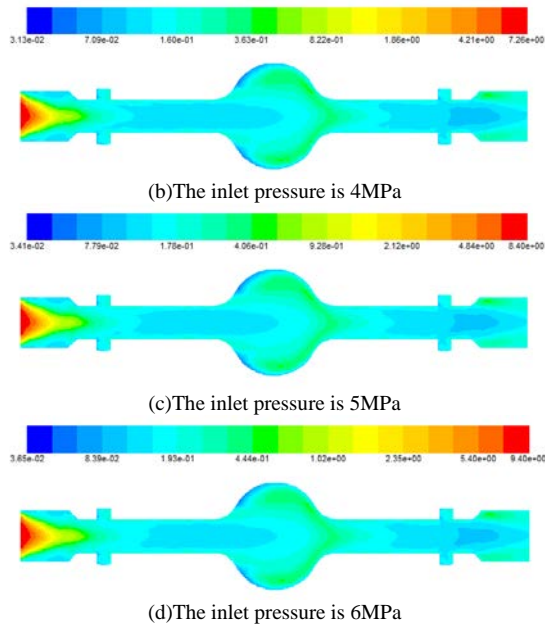 3.13e-02 7.09e-02 1.60e-01 3.63e-01 8.22e-01 1.86e+00 4.21e+00 7.26e+00
(b)The inlet pressure is 4MPa
3.41e-02 7.79e-02 1.78e-01 4.06e-01 9.28e-01 2.12e+00 4.84e+00 8.40e+00
(c)The inlet pressure is 5MPa
3.65e-02 8.39e-02 1.93e-01 4.44e-01 1.02e+00 2.35e+00 5.40e+00 9.40e+00
(d)The inlet pressure is 6MPa